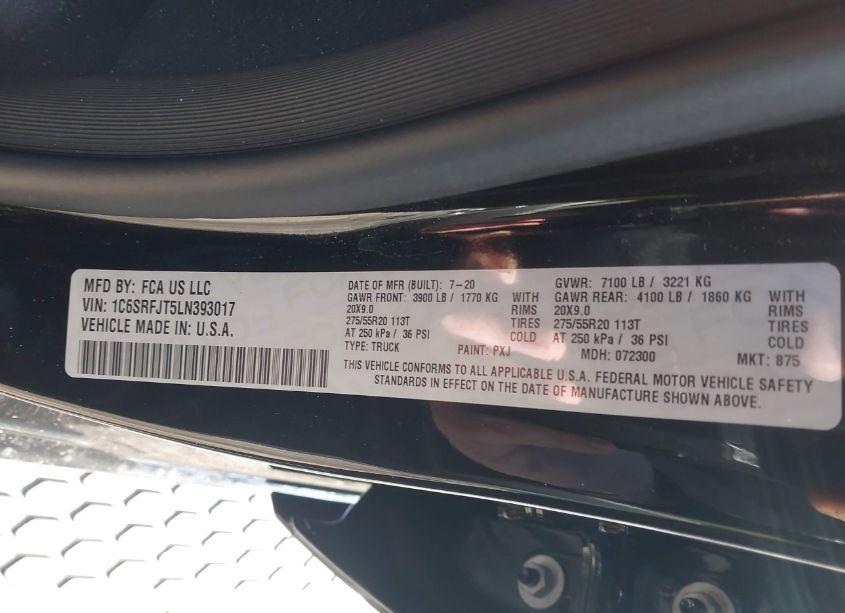 MFD BY: FCA US LLC
VIN: 1C6SRFJT5LN393017
VEHICLE MADE IN: U.S.A.
DATE OF MFR (BUILT): 7-20
GAWR FRONT: 3900 LB / 1770 KG WITH
20X9.0 RIMS
275/55R20 113T TIRES
AT 250 kPa / 36 PSI COLD
TYPE: TRUCK PAINT: PXJ
GVWR: 7100 LB / 3221 KG
GAWR REAR: 4100 LB / 1860 KG WITH
20X9.0 RIMS
275/55R20 113T TIRES
AT 250 kPa / 36 PSI COLD
MDH: 072300 MKT: 875
THIS VEHICLE CONFORMS TO ALL APPLICABLE U.S.A. FEDERAL MOTOR VEHICLE SAFETY
STANDARDS IN EFFECT ON THE DATE OF MANUFACTURE SHOWN ABOVE.